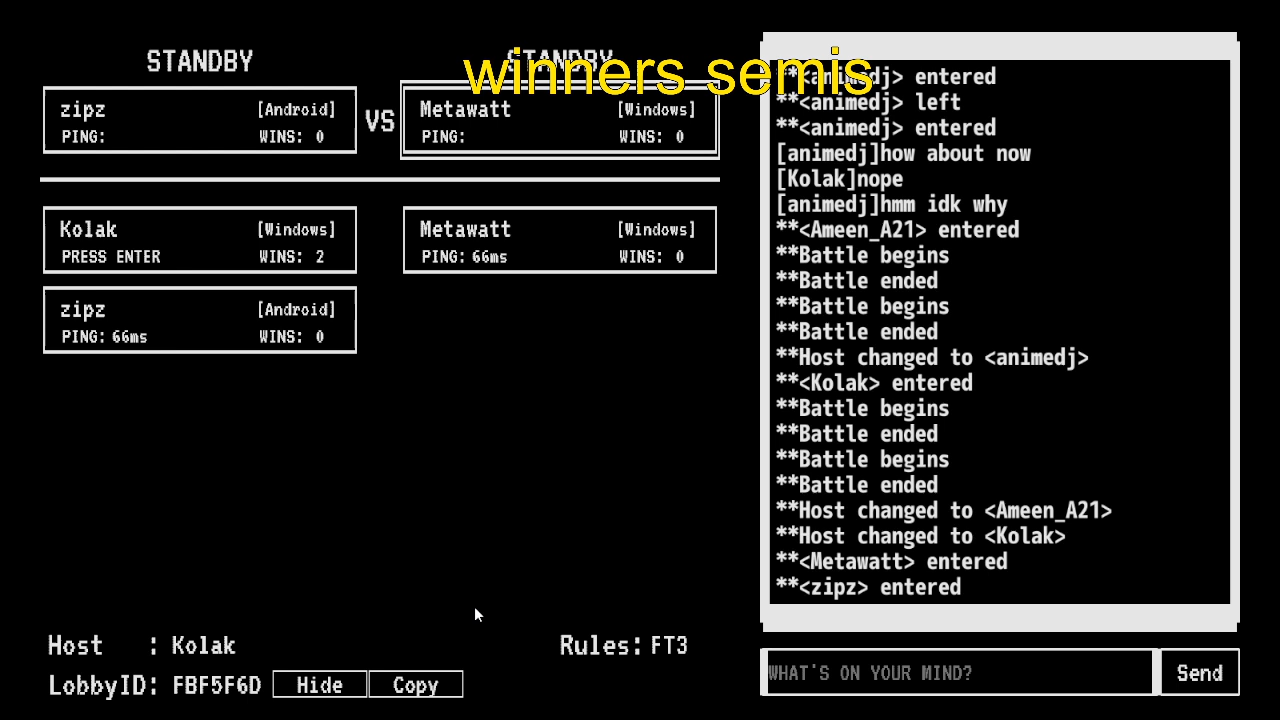 winners semis
STANDBY
STANDBY
zipz [Android]
PING: WINS: 0
VS
Metawatt [Windows]
PING: WINS: 0
Kolak [Windows]
PRESS ENTER WINS: 2
Metawatt [Windows]
PING: 66ms WINS: 0
zipz [Android]
PING: 66ms WINS: 0
Host : Kolak
Rules: FT3
LobbyID: FBF5F6D Hide Copy
**<animedj> entered
**<animedj> left
**<animedj> entered
[animedj]how about now
[Kolak]nope
[animedj]hmm idk why
**<Ameen_A21> entered
**Battle begins
**Battle ended
**Battle begins
**Battle ended
**Host changed to <animedj>
**<Kolak> entered
**Battle begins
**Battle ended
**Battle begins
**Battle ended
**Host changed to <Ameen_A21>
**Host changed to <Kolak>
**<Metawatt> entered
**<zipz> entered
WHAT'S ON YOUR MIND? Send